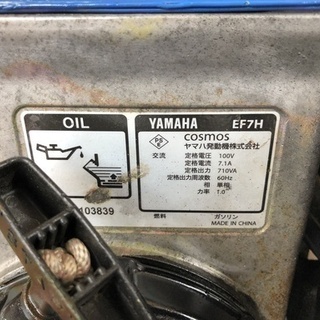 OIL
YAMAHA EF7H
PS E
cosmos
ヤマハ発動機株式会社
交流
定格電圧 100V
定格電流 7.1A
定格出力 710VA
定格出力周波数 60Hz
相 単相
力率 1.0
103839
燃料 ガソリン
MADE IN CHINA